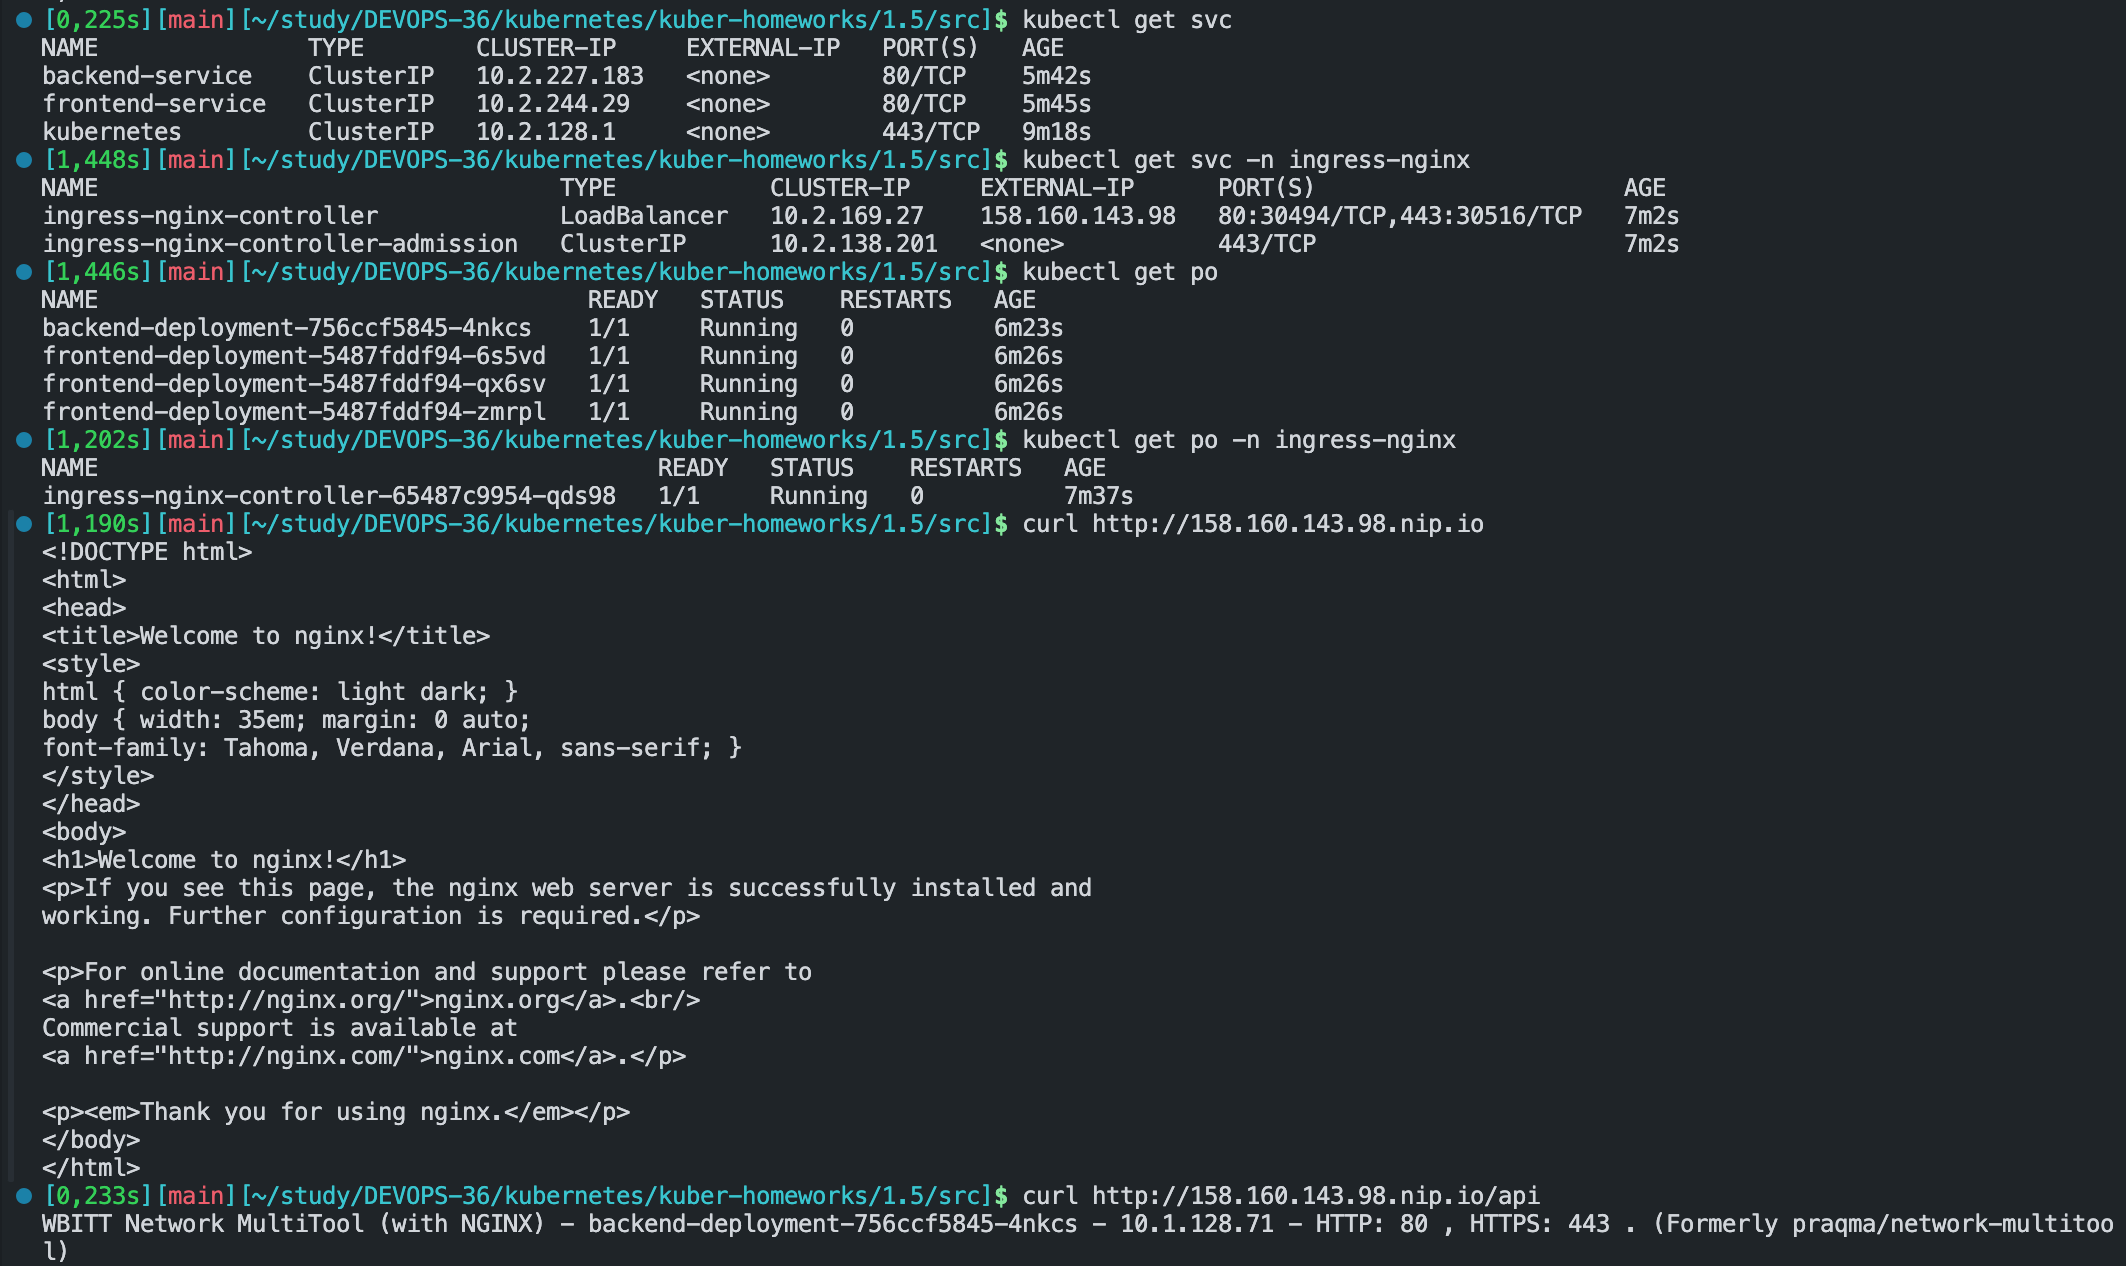 [0,225s][main][~/study/DEVOPS-36/kubernetes/kuber-homeworks/1.5/src]$ kubectl get svc
NAME               TYPE        CLUSTER-IP     EXTERNAL-IP   PORT(S)   AGE
backend-service    ClusterIP   10.2.227.183   <none>        80/TCP    5m42s
frontend-service   ClusterIP   10.2.244.29    <none>        80/TCP    5m45s
kubernetes         ClusterIP   10.2.128.1     <none>        443/TCP   9m18s
[1,448s][main][~/study/DEVOPS-36/kubernetes/kuber-homeworks/1.5/src]$ kubectl get svc -n ingress-nginx
NAME                                 TYPE           CLUSTER-IP     EXTERNAL-IP      PORT(S)                      AGE
ingress-nginx-controller             LoadBalancer   10.2.169.27    158.160.143.98   80:30494/TCP,443:30516/TCP   7m2s
ingress-nginx-controller-admission   ClusterIP      10.2.138.201   <none>           443/TCP                      7m2s
[1,446s][main][~/study/DEVOPS-36/kubernetes/kuber-homeworks/1.5/src]$ kubectl get po
NAME                                   READY   STATUS    RESTARTS   AGE
backend-deployment-756ccf5845-4nkcs    1/1     Running   0          6m23s
frontend-deployment-5487fddf94-6s5vd   1/1     Running   0          6m26s
frontend-deployment-5487fddf94-qx6sv   1/1     Running   0          6m26s
frontend-deployment-5487fddf94-zmrpl   1/1     Running   0          6m26s
[1,202s][main][~/study/DEVOPS-36/kubernetes/kuber-homeworks/1.5/src]$ kubectl get po -n ingress-nginx
NAME                                        READY   STATUS    RESTARTS   AGE
ingress-nginx-controller-65487c9954-qds98   1/1     Running   0          7m37s
[1,190s][main][~/study/DEVOPS-36/kubernetes/kuber-homeworks/1.5/src]$ curl http://158.160.143.98.nip.io
<!DOCTYPE html>
<html>
<head>
<title>Welcome to nginx!</title>
<style>
html { color-scheme: light dark; }
body { width: 35em; margin: 0 auto;
font-family: Tahoma, Verdana, Arial, sans-serif; }
</style>
</head>
<body>
<h1>Welcome to nginx!</h1>
<p>If you see this page, the nginx web server is successfully installed and
working. Further configuration is required.</p>

<p>For online documentation and support please refer to
<a href="http://nginx.org/">nginx.org</a>.<br/>
Commercial support is available at
<a href="http://nginx.com/">nginx.com</a>.</p>

<p><em>Thank you for using nginx.</em></p>
</body>
</html>
[0,233s][main][~/study/DEVOPS-36/kubernetes/kuber-homeworks/1.5/src]$ curl http://158.160.143.98.nip.io/api
WBITT Network MultiTool (with NGINX) - backend-deployment-756ccf5845-4nkcs - 10.1.128.71 - HTTP: 80 , HTTPS: 443 . (Formerly praqma/network-multitoo
l)